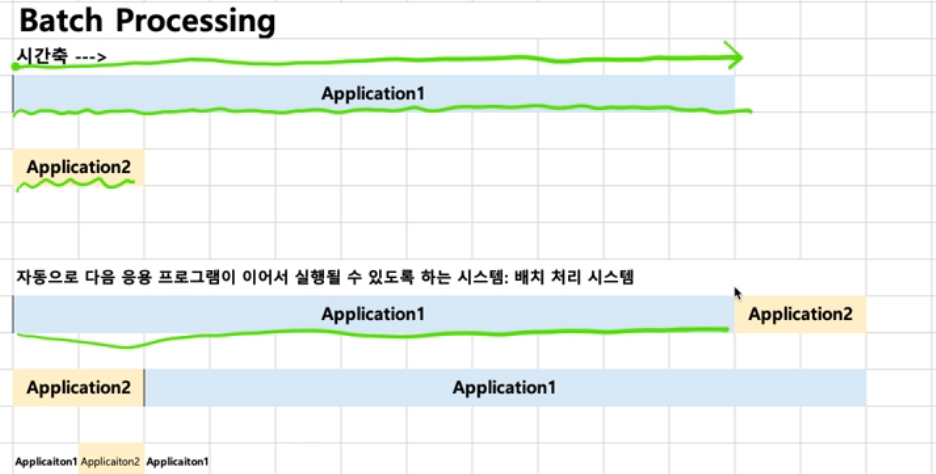 Batch Processing
시간축 --->
Application1
Application2
자동으로 다음 응용 프로그램이 이어서 실행될 수 있도록 하는 시스템: 배치 처리 시스템
Application1 Application2
Application2 Application1
Applicaiton1 Applicaiton2 Applicaiton1